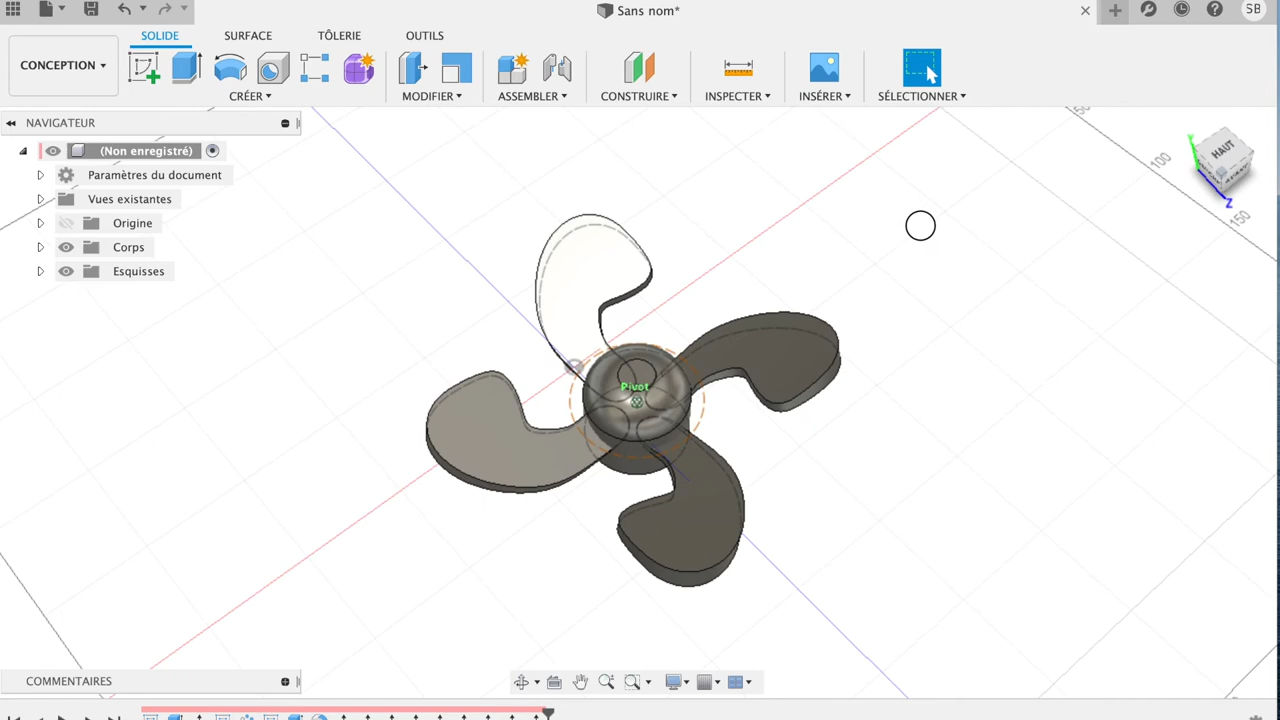 Sans nom*
SB
SOLIDE SURFACE TÔLERIE OUTILS
CONCEPTION
CRÉER MODIFIER ASSEMBLER CONSTRUIRE INSPECTER INSÉRER SÉLECTIONNER
NAVIGATEUR
(Non enregistré)
Paramètres du document
Vues existantes
Origine
Corps
Esquisses
150
100
150
HAUT
Y
Z
Pivot
COMMENTAIRES